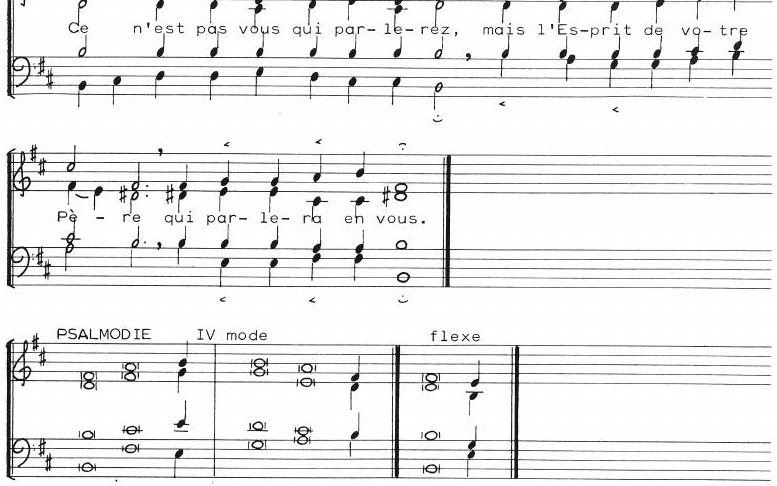 Ce n'est pas vous qui par-le-rez, mais l'Es-prit de vo-tre
Pè - re qui par- le- ra en vous.
PSALMODIE IV mode flexe